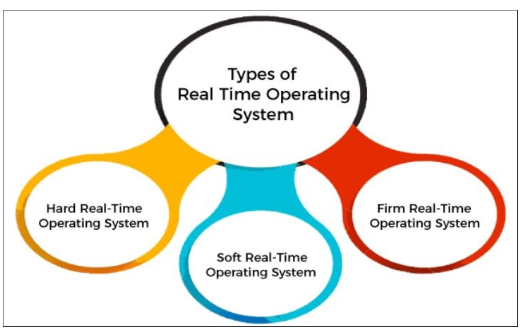 Types of
Real Time Operating
System
Hard Real-Time
Operating System
Soft Real-Time
Operating System
Firm Real-Time
Operating System